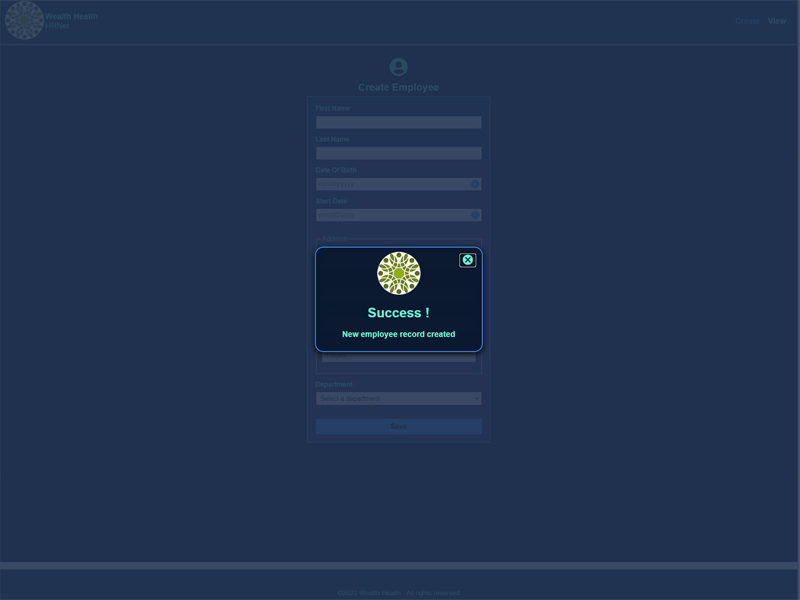 Wealth Health
HRNet
Create
View
Create Employee
First Name
Last Name
Date Of Birth
Start Date
Address
Success !
New employee record created
Department
Select a department
Save
©2022 Wealth Health - All rights reserved